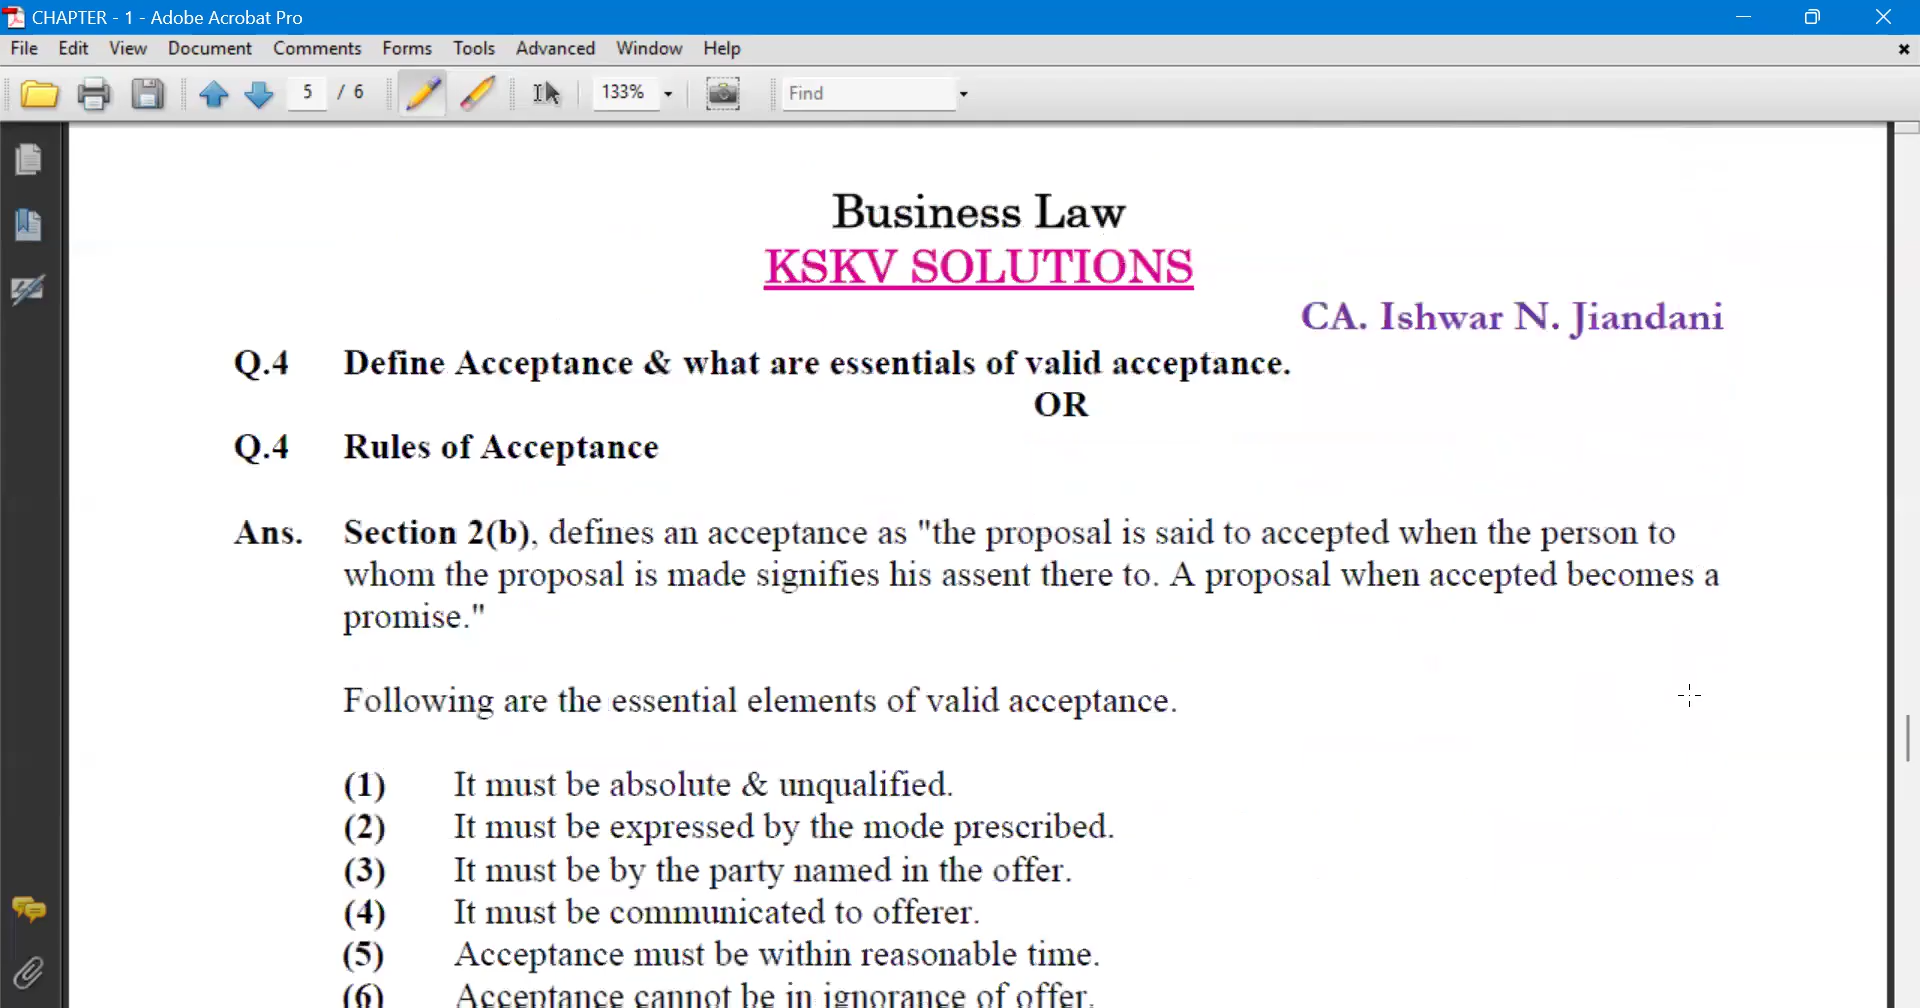 CHAPTER - 1 - Adobe Acrobat Pro
File Edit View Document Comments Forms Tools Advanced Window Help
5 / 6 133% Find
Business Law
KSKV SOLUTIONS
CA. Ishwar N. Jiandani
Q.4 Define Acceptance & what are essentials of valid acceptance.
OR
Q.4 Rules of Acceptance
Ans. Section 2(b), defines an acceptance as "the proposal is said to accepted when the person to
whom the proposal is made signifies his assent there to. A proposal when accepted becomes a
promise."
Following are the essential elements of valid acceptance.
(1) It must be absolute & unqualified.
(2) It must be expressed by the mode prescribed.
(3) It must be by the party named in the offer.
(4) It must be communicated to offerer.
(5) Acceptance must be within reasonable time.
(6) Acceptance cannot be in ignorance of offer.